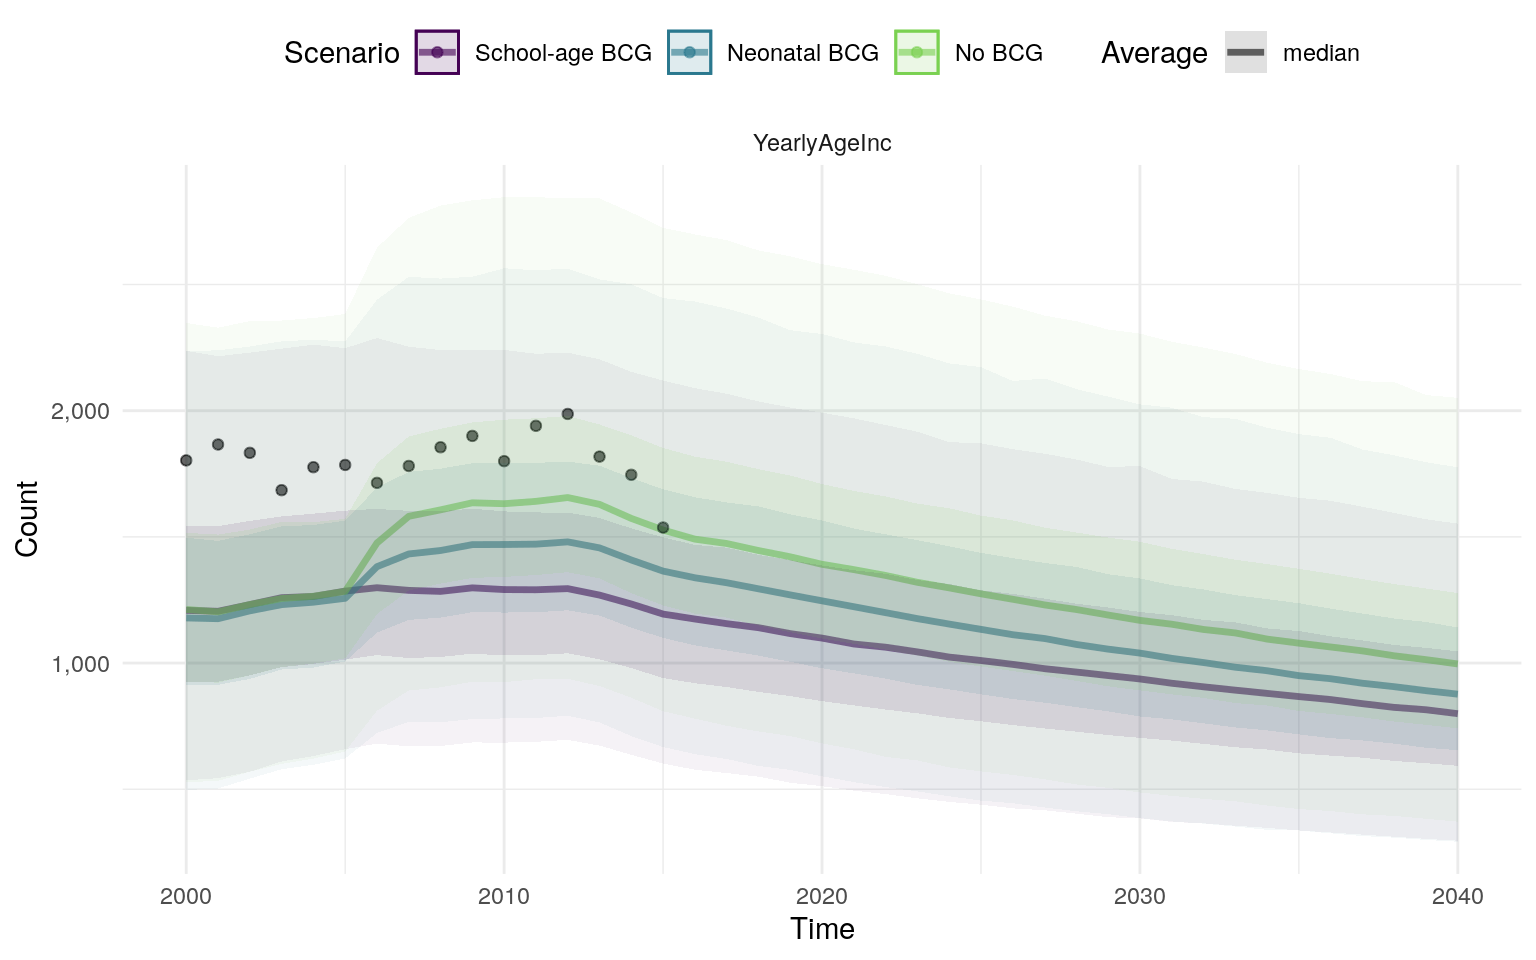 Scenario School-age BCG Neonatal BCG No BCG Average median
YearlyAgeInc
Count
2,000
1,000
2000 2010 2020 2030 2040
Time